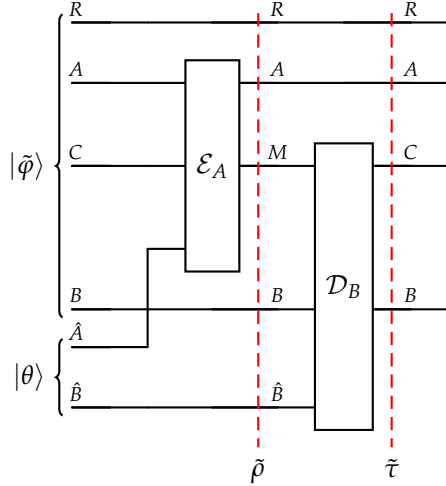 R R R
A A A
|φ̃⟩ C ℰ_A M C
B B 𝒟_B B
|θ⟩ Â
B̂ B̂
ρ̃ τ̃